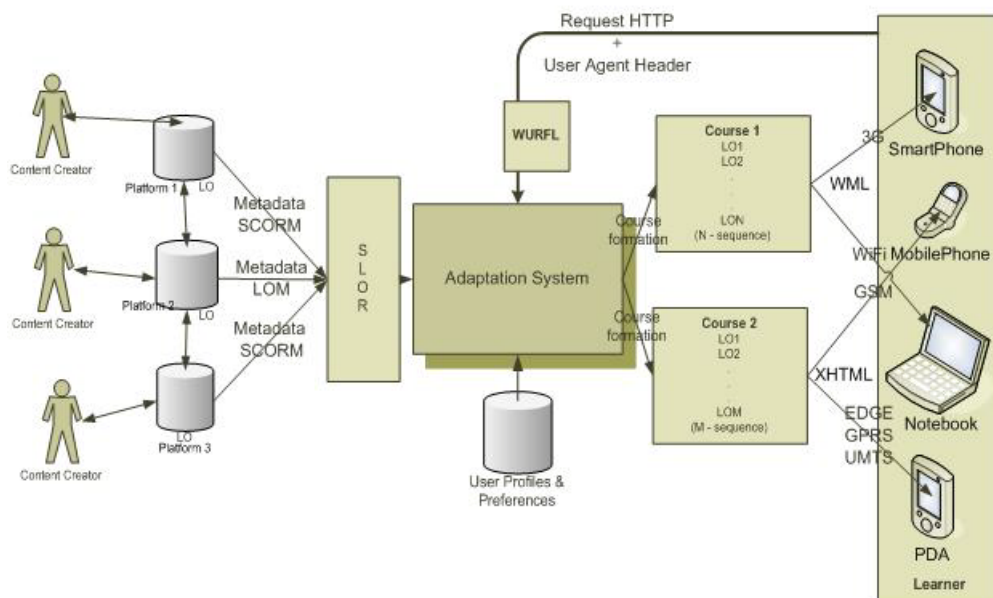 Request HTTP
+
User Agent Header
WURFL
Content Creator
Platform 1
LO
Metadata
SCORM
Content Creator
Platform 2
LO
Metadata
LOM
Content Creator
LO
Platform 3
Metadata
SCORM
S
L
O
R
Adaptation System
User Profiles &
Preferences
Course
formation
Course
formation
Course 1
LO1
LO2
.
.
.
.
LON
(N - sequence)
Course 2
LO1
LO2
.
.
.
.
LOM
(M - sequence)
3G
WML
WiFi
GSM
XHTML
EDGE
GPRS
UMTS
SmartPhone
MobilePhone
Notebook
PDA
Learner